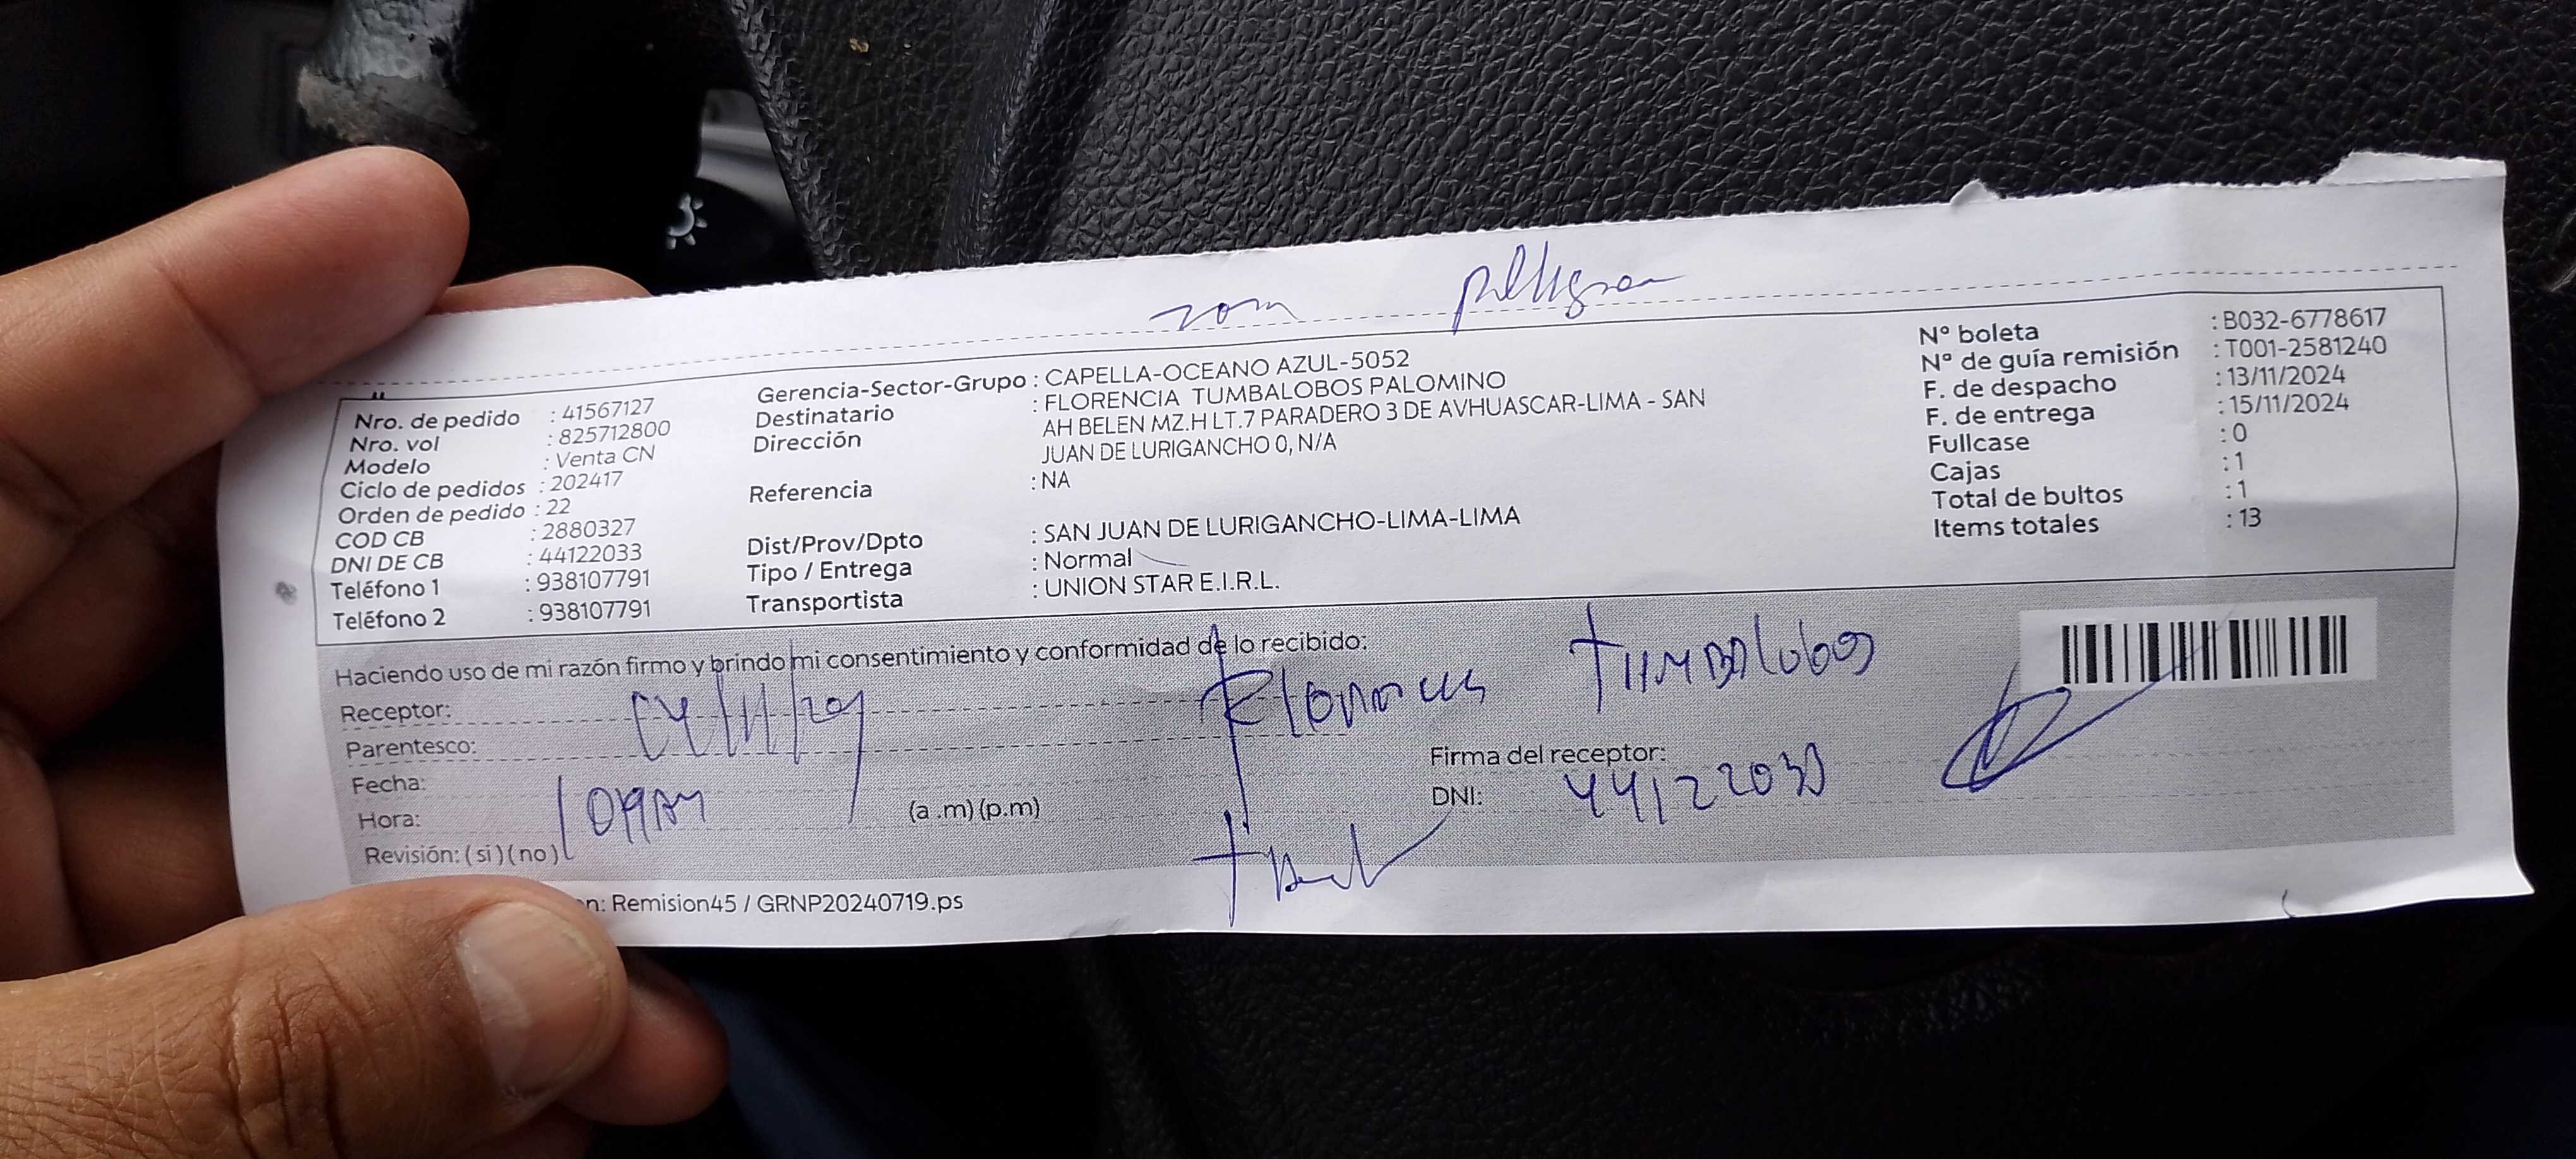 zona peligrosa
Nro. de pedido : 41567127
Nro. vol : 825712800
Modelo : Venta CN
Ciclo de pedidos : 202417
Orden de pedido : 22
COD CB : 2880327
DNI DE CB : 44122033
Teléfono 1 : 938107791
Teléfono 2 : 938107791
Gerencia-Sector-Grupo : CAPELLA-OCEANO AZUL-5052
Destinatario : FLORENCIA TUMBALOBOS PALOMINO
Dirección : AH BELEN MZ.H LT.7 PARADERO 3 DE AVHUASCAR-LIMA - SAN
JUAN DE LURIGANCHO 0, N/A
Referencia : NA
Dist/Prov/Dpto : SAN JUAN DE LURIGANCHO-LIMA-LIMA
Tipo / Entrega : Normal
Transportista : UNION STAR E.I.R.L.
Nº boleta : B032-6778617
Nº de guía remisión : T001-2581240
F. de despacho : 13/11/2024
F. de entrega : 15/11/2024
Fullcase : 0
Cajas : 1
Total de bultos : 1
Items totales : 13
Haciendo uso de mi razón firmo y brindo mi consentimiento y conformidad de lo recibido:
Receptor:
TUMBALOBOS
Parentesco:
Fecha:
Hora: (a .m) (p.m)
Revisión: ( si ) ( no )
Firma del receptor:
DNI: 44122033
: Remision45 / GRNP20240719.ps